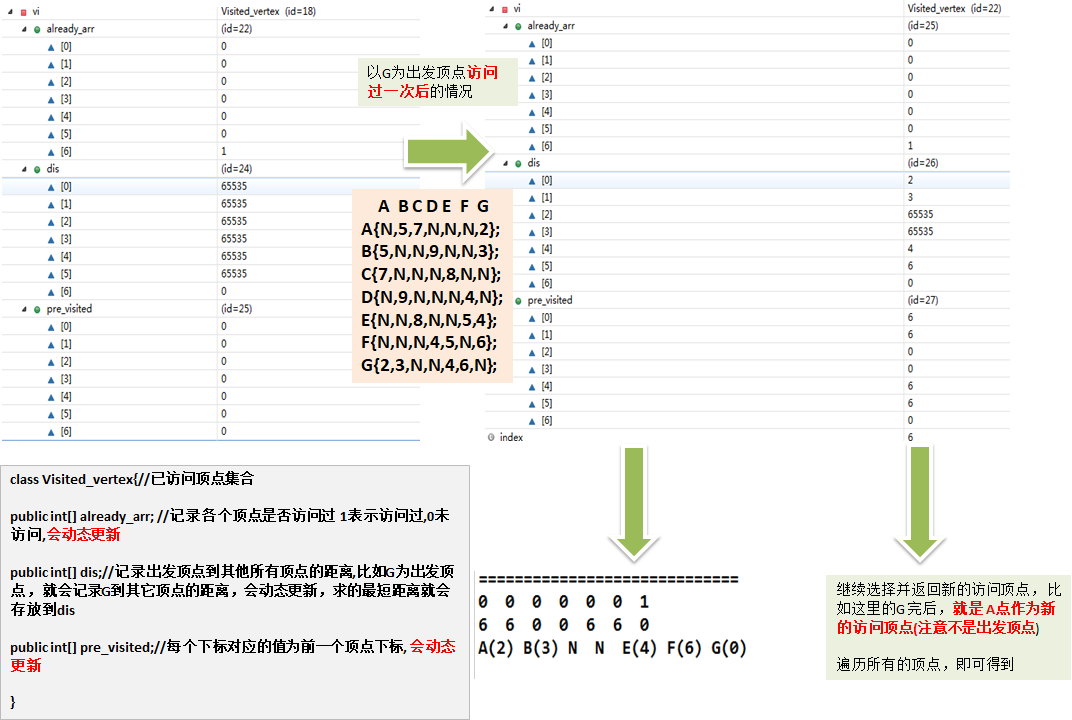 vi Visited_vertex (id=18)
already_arr (id=22)
[0] 0
[1] 0
[2] 0
[3] 0
[4] 0
[5] 0
[6] 1
dis (id=24)
[0] 65535
[1] 65535
[2] 65535
[3] 65535
[4] 65535
[5] 65535
[6] 0
pre_visited (id=25)
[0] 0
[1] 0
[2] 0
[3] 0
[4] 0
[5] 0
[6] 0
以G为出发顶点访问
过一次后的情况
A B C D E F G
A{N,5,7,N,N,N,2};
B{5,N,N,9,N,N,3};
C{7,N,N,N,8,N,N};
D{N,9,N,N,N,4,N};
E{N,N,8,N,N,5,4};
F{N,N,N,4,5,N,6};
G{2,3,N,N,4,6,N};
vi Visited_vertex (id=22)
already_arr (id=25)
[0] 0
[1] 0
[2] 0
[3] 0
[4] 0
[5] 0
[6] 1
dis (id=26)
[0] 2
[1] 3
[2] 65535
[3] 65535
[4] 4
[5] 6
[6] 0
pre_visited (id=27)
[0] 6
[1] 6
[2] 0
[3] 0
[4] 6
[5] 6
[6] 0
index 6
class Visited_vertex{//已访问顶点集合
public int[] already_arr; //记录各个顶点是否访问过 1表示访问过,0未
访问,会动态更新
public int[] dis;//记录出发顶点到其他所有顶点的距离,比如G为出发顶
点，就会记录G到其它顶点的距离，会动态更新，求的最短距离就会
存放到dis
public int[] pre_visited;//每个下标对应的值为前一个顶点下标, 会动态
更新
}
=============================
0 0 0 0 0 0 1
6 6 0 0 6 6 0
A(2) B(3) N N E(4) F(6) G(0)
继续选择并返回新的访问顶点，比
如这里的G 完后，就是 A点作为新
的访问顶点(注意不是出发顶点)
遍历所有的顶点，即可得到